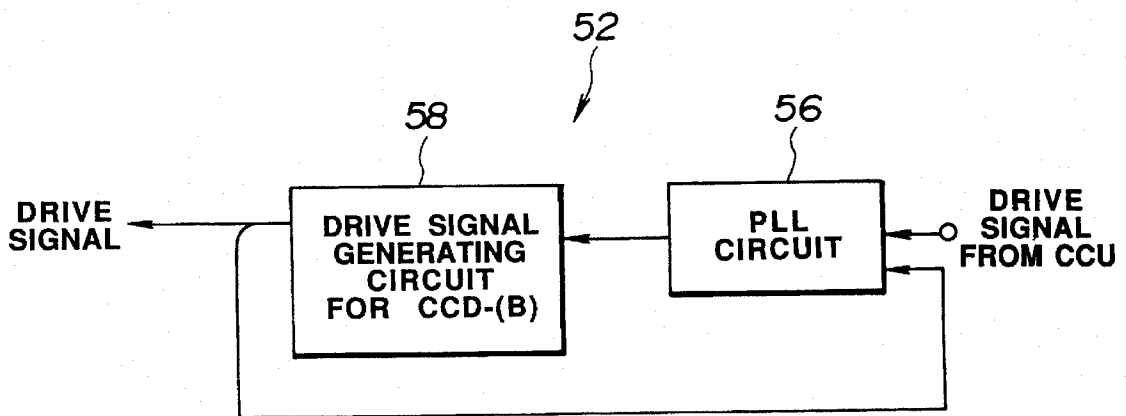 52
58
56
DRIVE
SIGNAL
DRIVE SIGNAL
GENERATING
CIRCUIT
FOR CCD-(B)
PLL
CIRCUIT
DRIVE
SIGNAL
FROM CCU